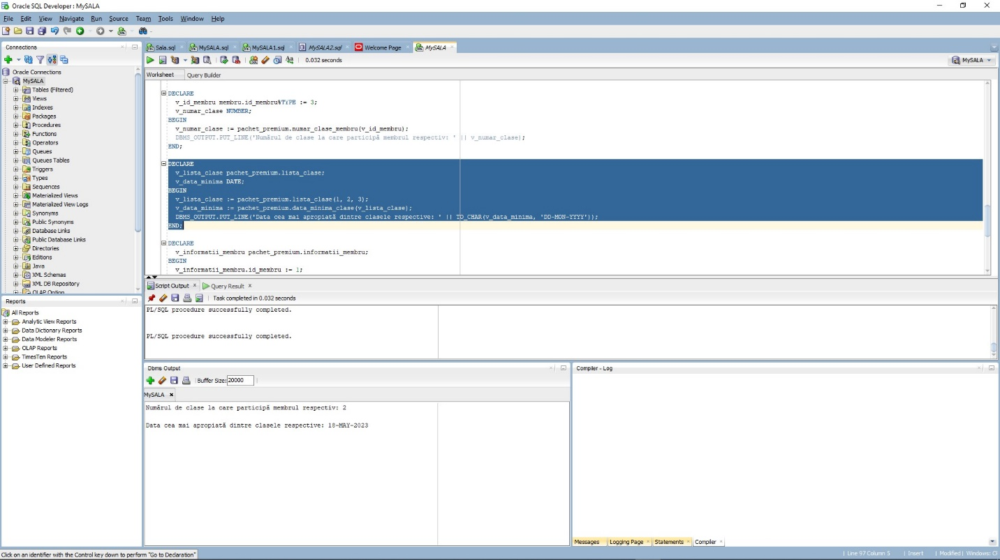 Oracle SQL Developer : MySALA
File Edit View Navigate Run Source Team Tools Window Help
Connections
Oracle Connections
MySALA
Tables (Filtered)
Views
Indexes
Packages
Procedures
Functions
Operators
Queues
Queues Tables
Triggers
Types
Sequences
Materialized Views
Materialized View Logs
Synonyms
Public Synonyms
Database Links
Public Database Links
Directories
Editions
Java
XML Schemas
XML DB Repository
OLAP Option
Reports
All Reports
Analytic View Reports
Data Dictionary Reports
Data Modeler Reports
OLAP Reports
TimesTen Reports
User Defined Reports
Sala.sql MySALA.sql MySALA1.sql MySALA2.sql Welcome Page MySALA
0.032 seconds
MySALA
Worksheet Query Builder
DECLARE
v_id_membru membru.id_membru%TYPE := 3;
v_numar_clase NUMBER;
BEGIN
v_numar_clase := pachet_premium.numar_clase_membru(v_id_membru);
DBMS_OUTPUT.PUT_LINE('Numărul de clase la care participă membrul respectiv: ' || v_numar_clase);
END;
DECLARE
v_lista_clase pachet_premium.lista_clase;
v_data_minima DATE;
BEGIN
v_lista_clase := pachet_premium.lista_clase(1, 2, 3);
v_data_minima := pachet_premium.data_minima_clase(v_lista_clase);
DBMS_OUTPUT.PUT_LINE('Data cea mai apropiată dintre clasele respective: ' || TO_CHAR(v_data_minima, 'DD-MON-YYYY'));
END;
DECLARE
v_informatii_membru pachet_premium.informatii_membru;
BEGIN
v_informatii_membru.id_membru := 1;
Script Output Query Result
Task completed in 0.032 seconds
PL/SQL procedure successfully completed.
PL/SQL procedure successfully completed.
Dbms Output
Buffer Size: 20000
MySALA
Numărul de clase la care participă membrul respectiv: 2
Data cea mai apropiată dintre clasele respective: 18-MAY-2023
Compiler - Log
Messages Logging Page Statements Compiler
Click on an identifier with the Control key down to perform "Go to Declaration"
Line 97 Column 5 | Insert | Modified | Windows: Cl